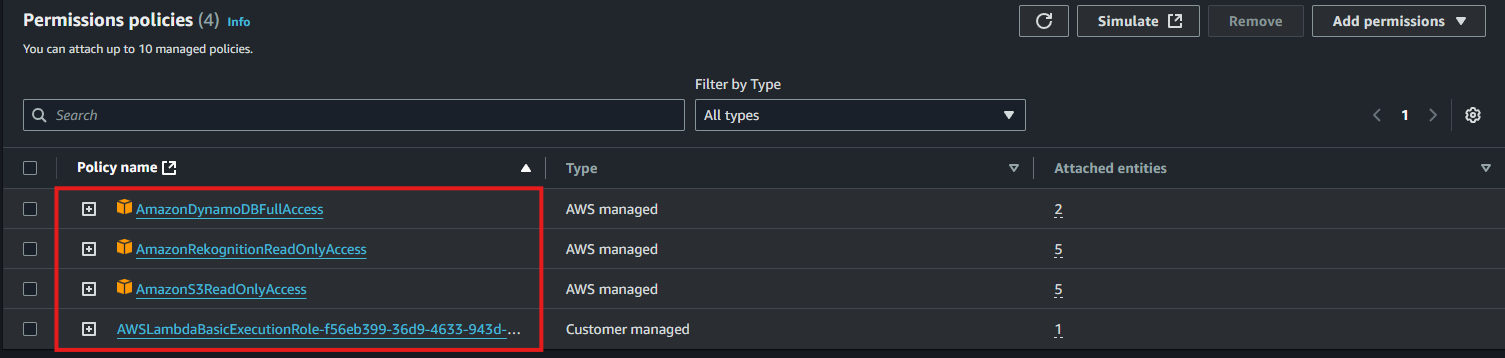 Permissions policies (4) Info
You can attach up to 10 managed policies.
Simulate
Remove
Add permissions
Filter by Type
Search
All types
1
Policy name Type Attached entities
AmazonDynamoDBFullAccess AWS managed 2
AmazonRekognitionReadOnlyAccess AWS managed 5
AmazonS3ReadOnlyAccess AWS managed 5
AWSLambdaBasicExecutionRole-f56eb399-36d9-4633-943d-... Customer managed 1